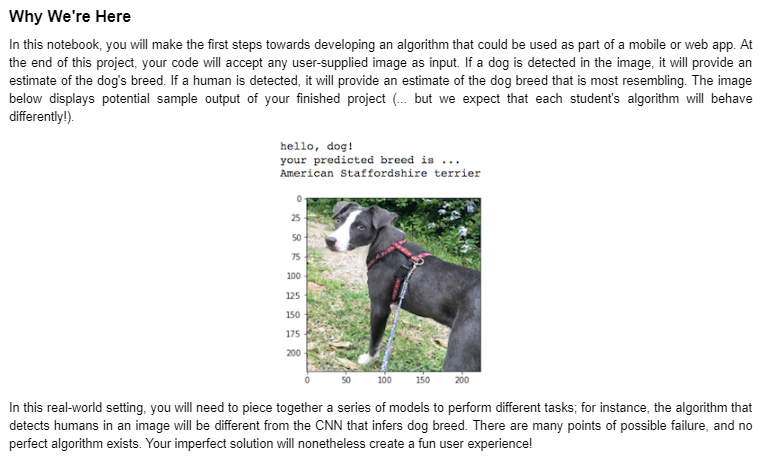 Why We're Here
In this notebook, you will make the first steps towards developing an algorithm that could be used as part of a mobile or web app. At
the end of this project, your code will accept any user-supplied image as input. If a dog is detected in the image, it will provide an
estimate of the dog's breed. If a human is detected, it will provide an estimate of the dog breed that is most resembling. The image
below displays potential sample output of your finished project (... but we expect that each student's algorithm will behave
differently!).
hello, dog!
your predicted breed is ...
American Staffordshire terrier
0
25
50
75
100
125
150
175
200
0 50 100 150 200
In this real-world setting, you will need to piece together a series of models to perform different tasks; for instance, the algorithm that
detects humans in an image will be different from the CNN that infers dog breed. There are many points of possible failure, and no
perfect algorithm exists. Your imperfect solution will nonetheless create a fun user experience!